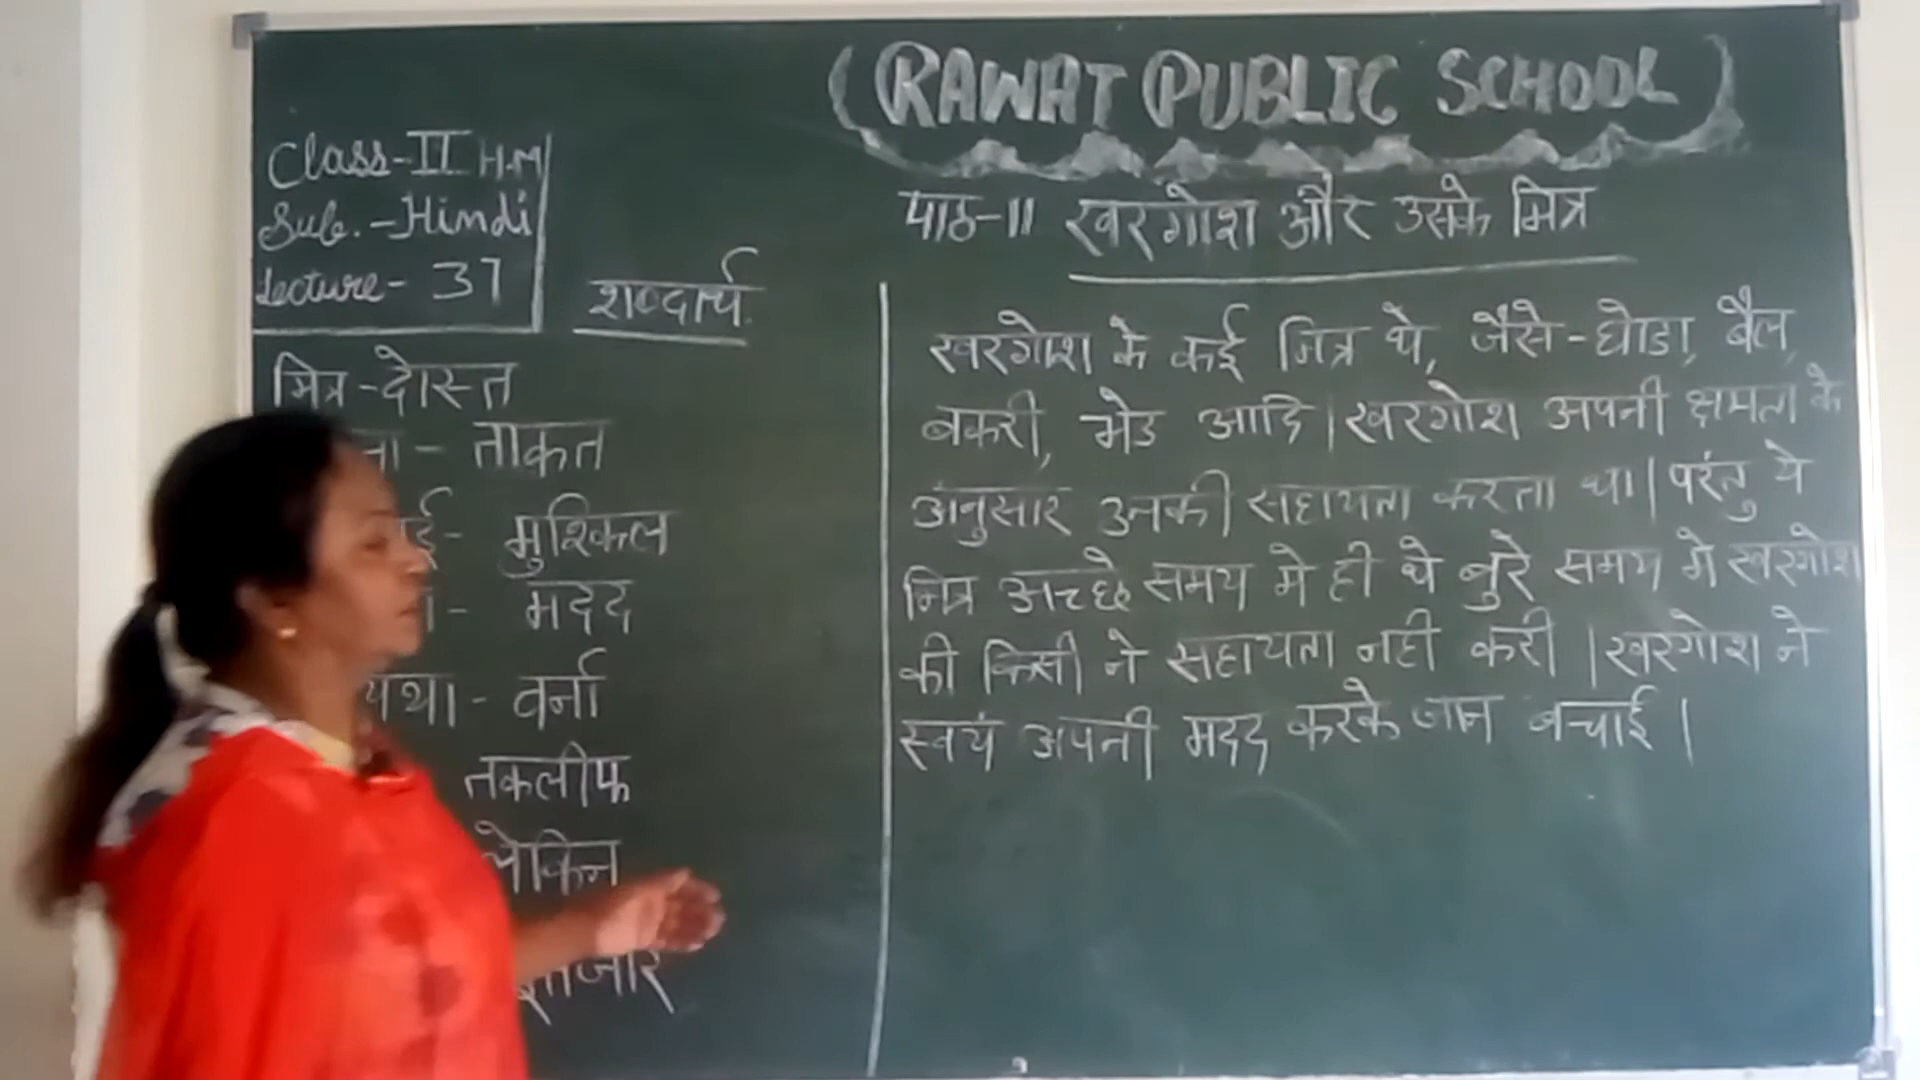 RAWAT PUBLIC SCHOOL
Class-II H.M
Sub.-Hindi
Lecture- 37
शब्दार्थ
मित्र-दोस्त
ता - ताकत
ई- मुश्किल
- मदद
यथा - वर्ना
तकलीफ
लेकिन
पाठ-11 खरगोश और उसके मित्र
खरगोश के कई मित्र थे, जैसे-घोडा, बैल,
बकरी, भेड आदि। खरगोश अपनी क्षमता के
अनुसार उनकी सहायता करता था। परंतु ये
मित्र अच्छे समय मे ही थे बुरे समय मे खरगोश
की किसी ने सहायता नही करी । खरगोश ने
स्वयं अपनी मदद करके जान बचाई ।